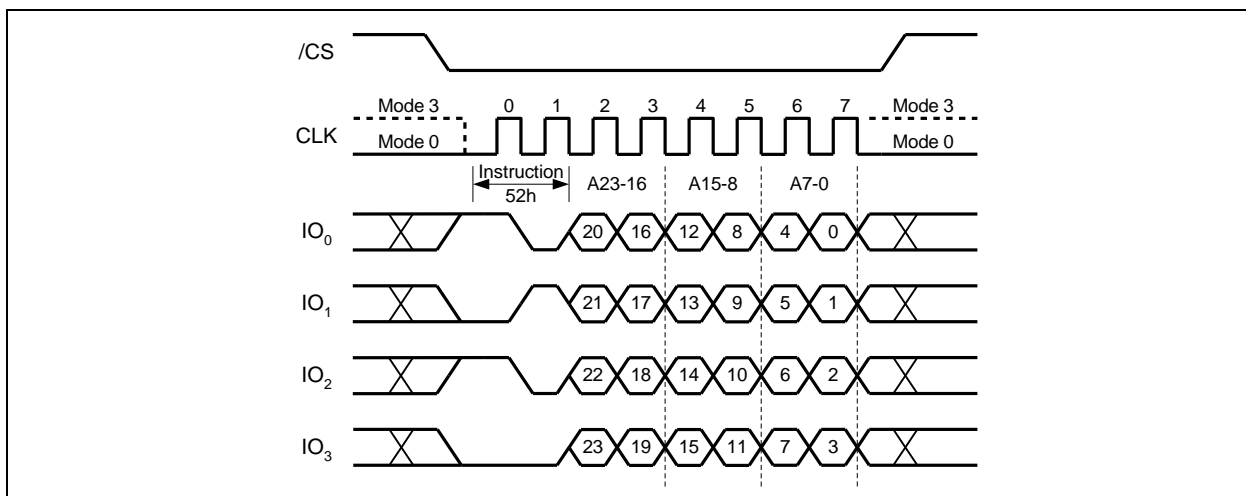 /CS
Mode 3 0 1 2 3 4 5 6 7 Mode 3
CLK
Mode 0 Mode 0
Instruction A23-16 A15-8 A7-0
52h
IO0 20 16 12 8 4 0
IO1 21 17 13 9 5 1
IO2 22 18 14 10 6 2
IO3 23 19 15 11 7 3